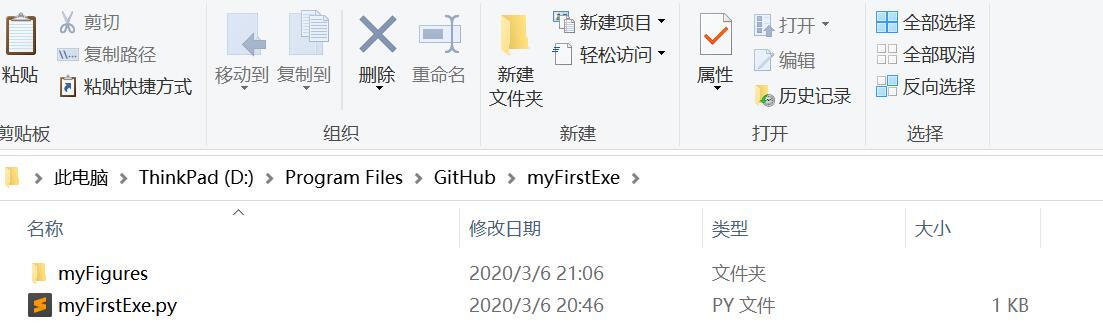 剪切
复制路径
粘贴
粘贴快捷方式
剪贴板
移动到
复制到
删除
重命名
组织
新建
文件夹
新建项目
轻松访问
新建
属性
打开
编辑
历史记录
打开
全部选择
全部取消
反向选择
选择
此电脑 ThinkPad (D:) Program Files GitHub myFirstExe
名称 修改日期 类型 大小
myFigures 2020/3/6 21:06 文件夹
myFirstExe.py 2020/3/6 20:46 PY 文件 1 KB